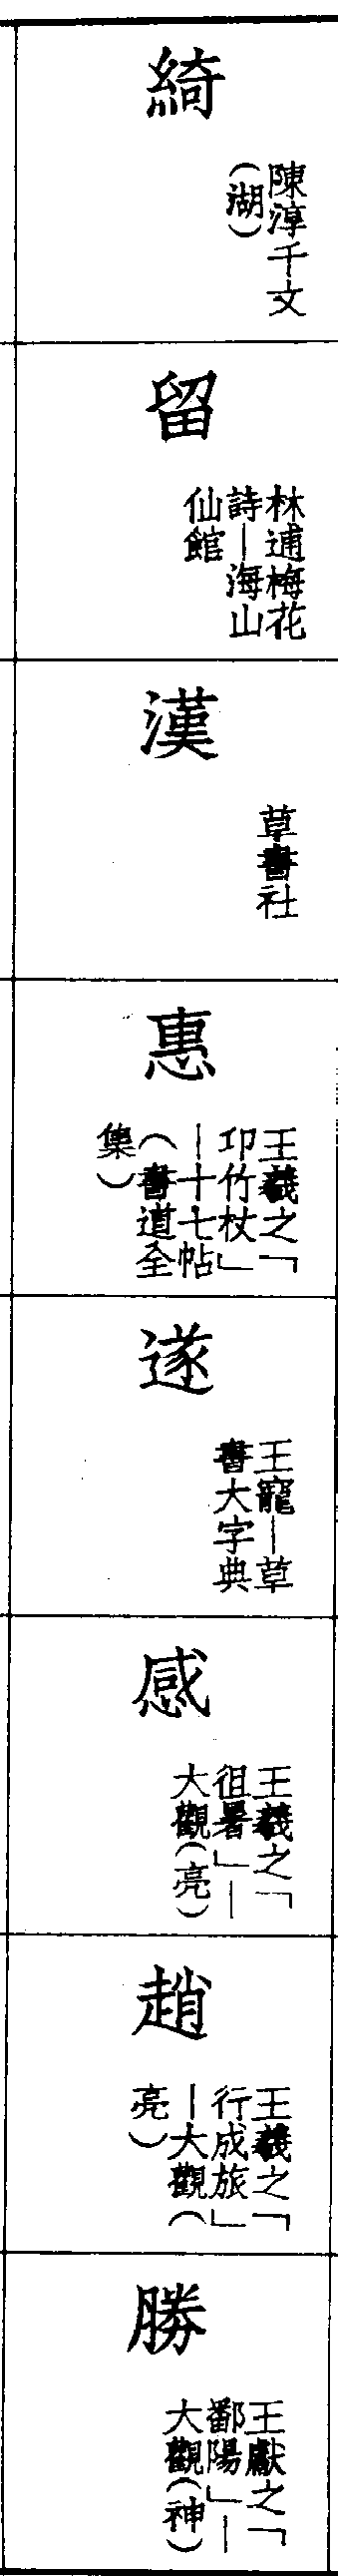 綺
陳淳千文
（湖）
留
林逋梅花
詩—海山
仙館
漢
草書社
惠
王羲之「
邛竹杖」
—十七帖
（書道全
集）
遂
王寵—草
書大字典
感
王羲之「
徂暑」—
大觀（亮）
趙
王羲之「
行成旅」
—大觀（
亮）
勝
王獻之「
鄱陽」—
大觀（神）